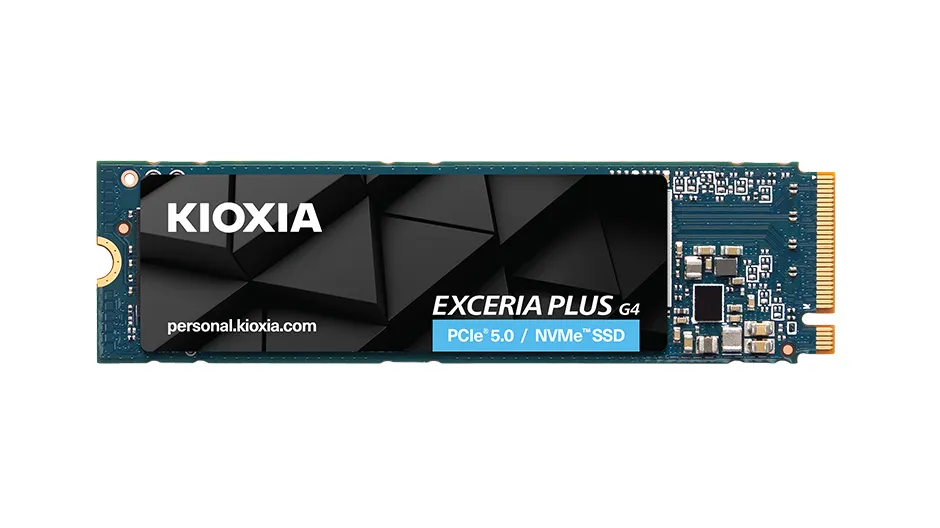 KIOXIA
personal.kioxia.com
EXCERIA PLUS G4
PCIe® 5.0 / NVMe™ SSD